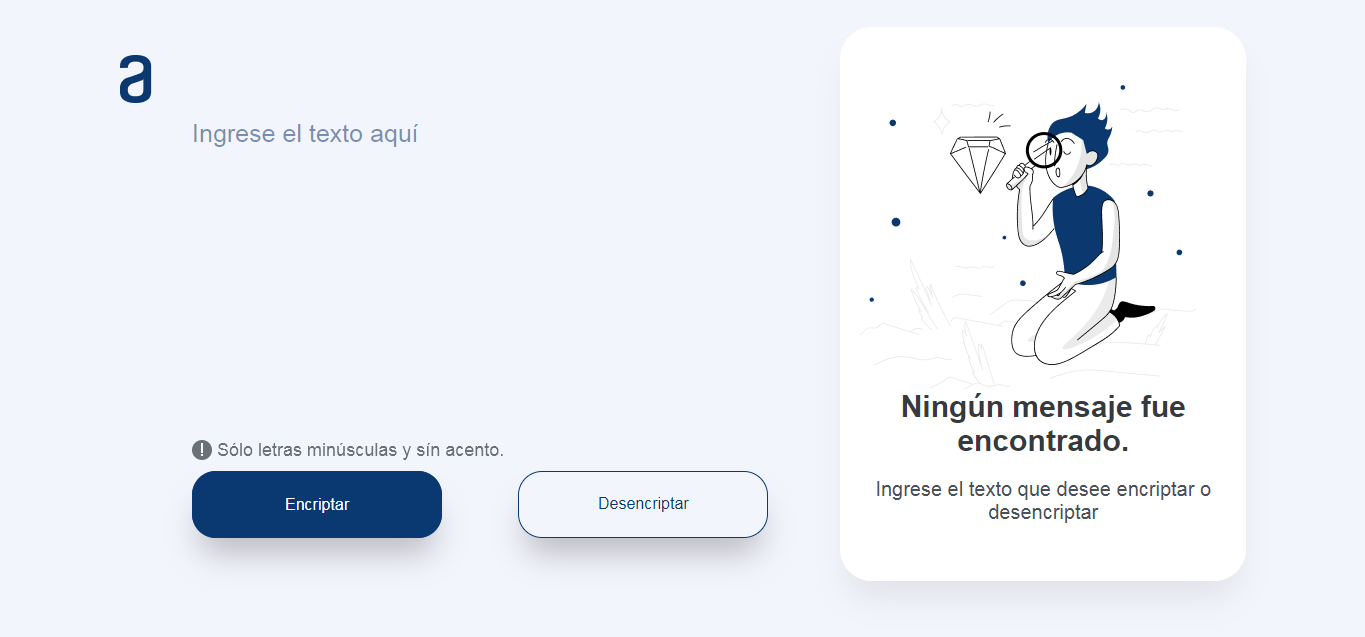 a
Ingrese el texto aquí
! Sólo letras minúsculas y sín acento.
Encriptar
Desencriptar
Ningún mensaje fue
encontrado.
Ingrese el texto que desee encriptar o
desencriptar